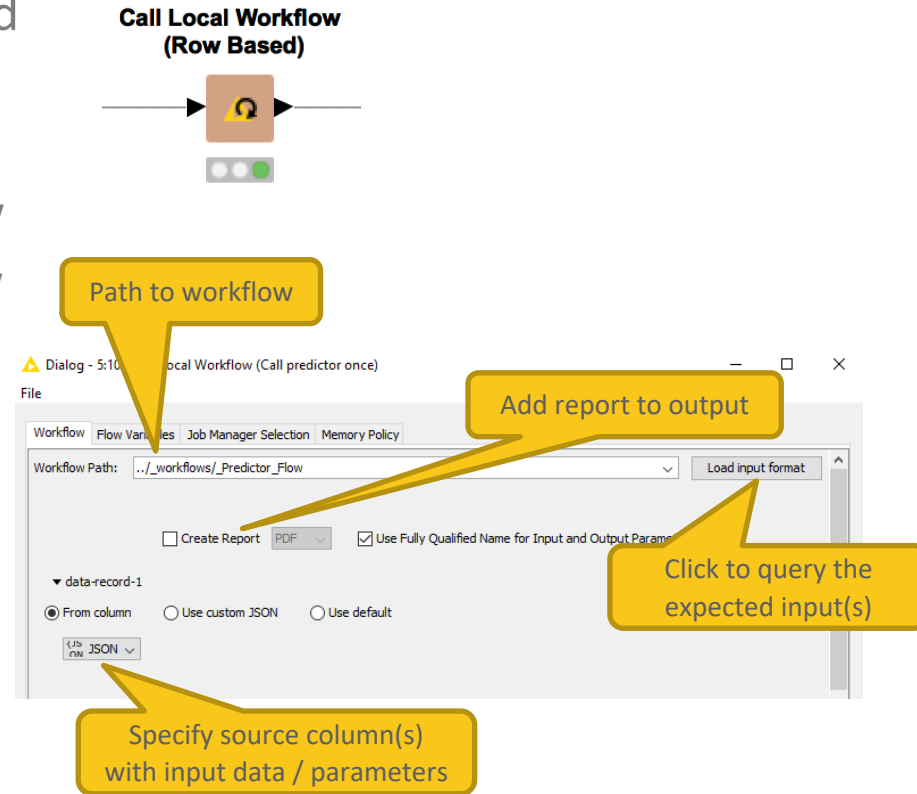 d
Call Local Workflow
(Row Based)
Path to workflow
Dialog - 5:10 ocal Workflow (Call predictor once)
File
Add report to output
Workflow Flow Var les Job Manager Selection Memory Policy
Workflow Path: ../_workflows/_Predictor_Flow Load input format
Create Report PDF Use Fully Qualified Name for Input and Output Parame
Click to query the
expected input(s)
data-record-1
From column Use custom JSON Use default
JSON
Specify source column(s)
with input data / parameters